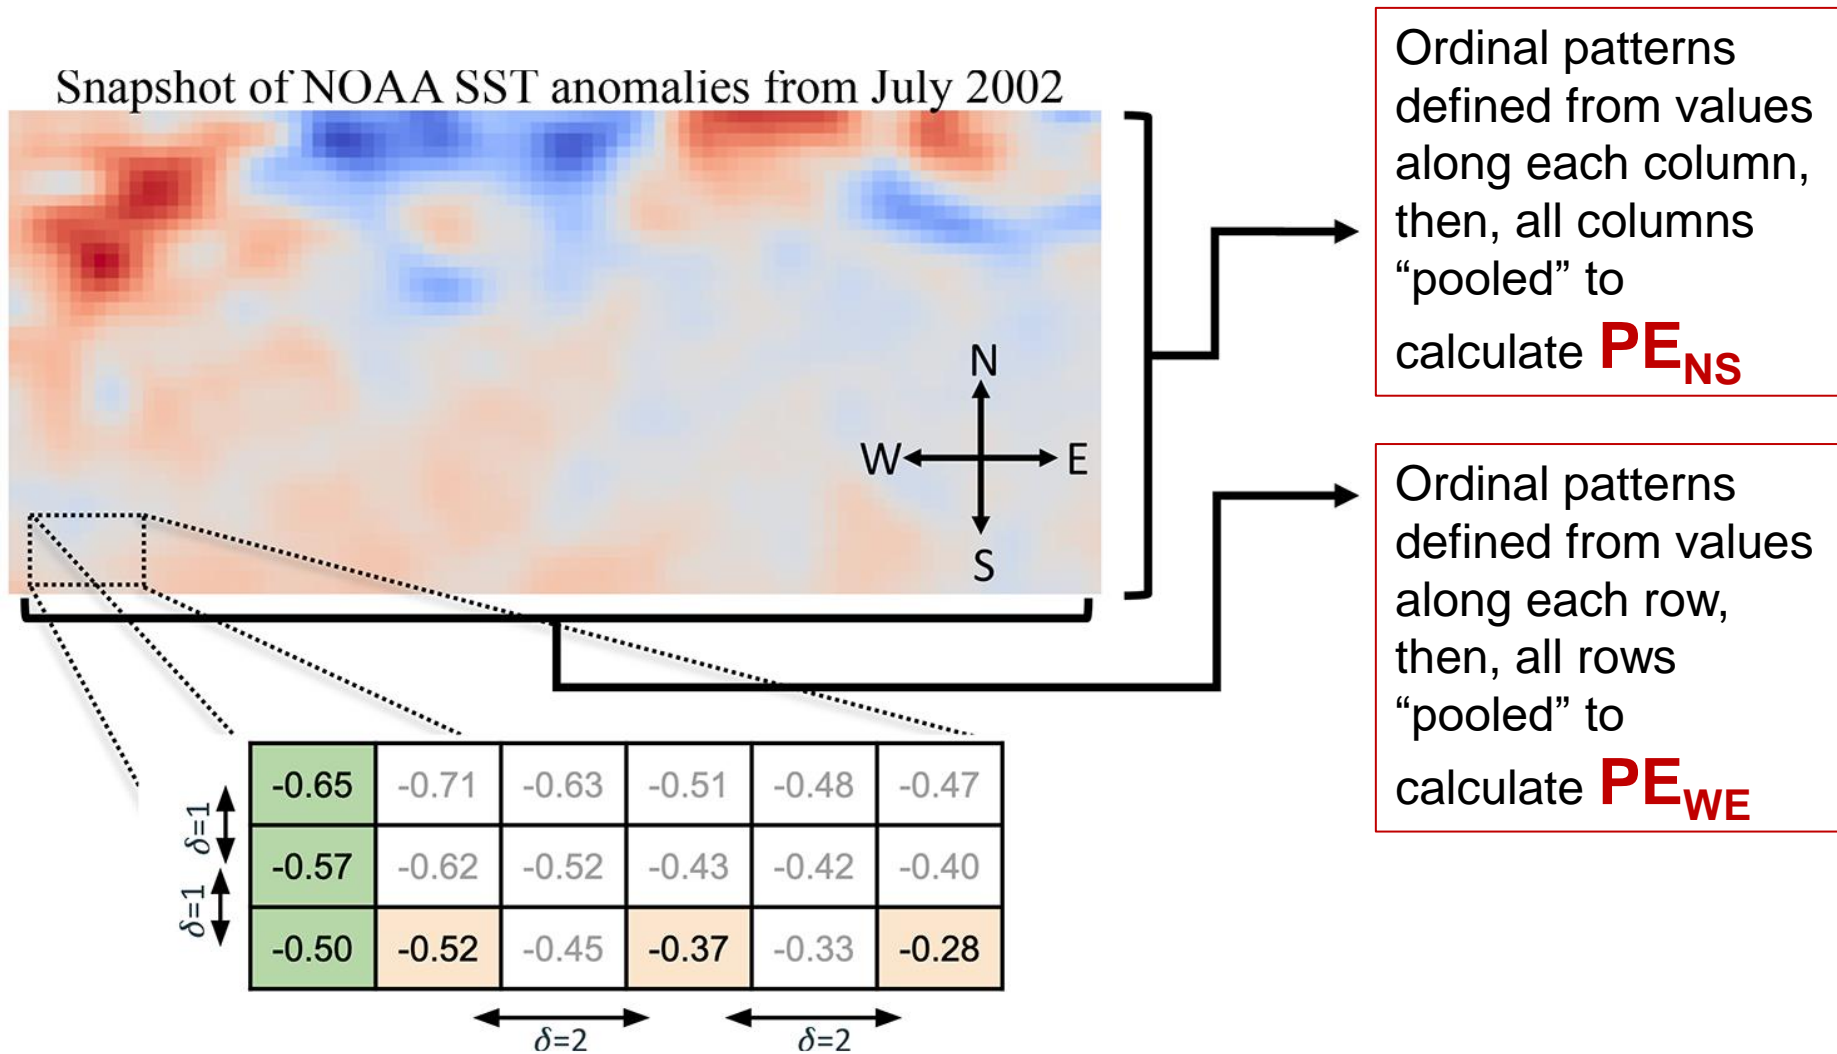 Snapshot of NOAA SST anomalies from July 2002
N
W E
S
Ordinal patterns
defined from values
along each column,
then, all columns
“pooled” to
calculate PE_NS
Ordinal patterns
defined from values
along each row,
then, all rows
“pooled” to
calculate PE_WE
δ=1
δ=1
-0.65 -0.71 -0.63 -0.51 -0.48 -0.47
-0.57 -0.62 -0.52 -0.43 -0.42 -0.40
-0.50 -0.52 -0.45 -0.37 -0.33 -0.28
δ=2 δ=2